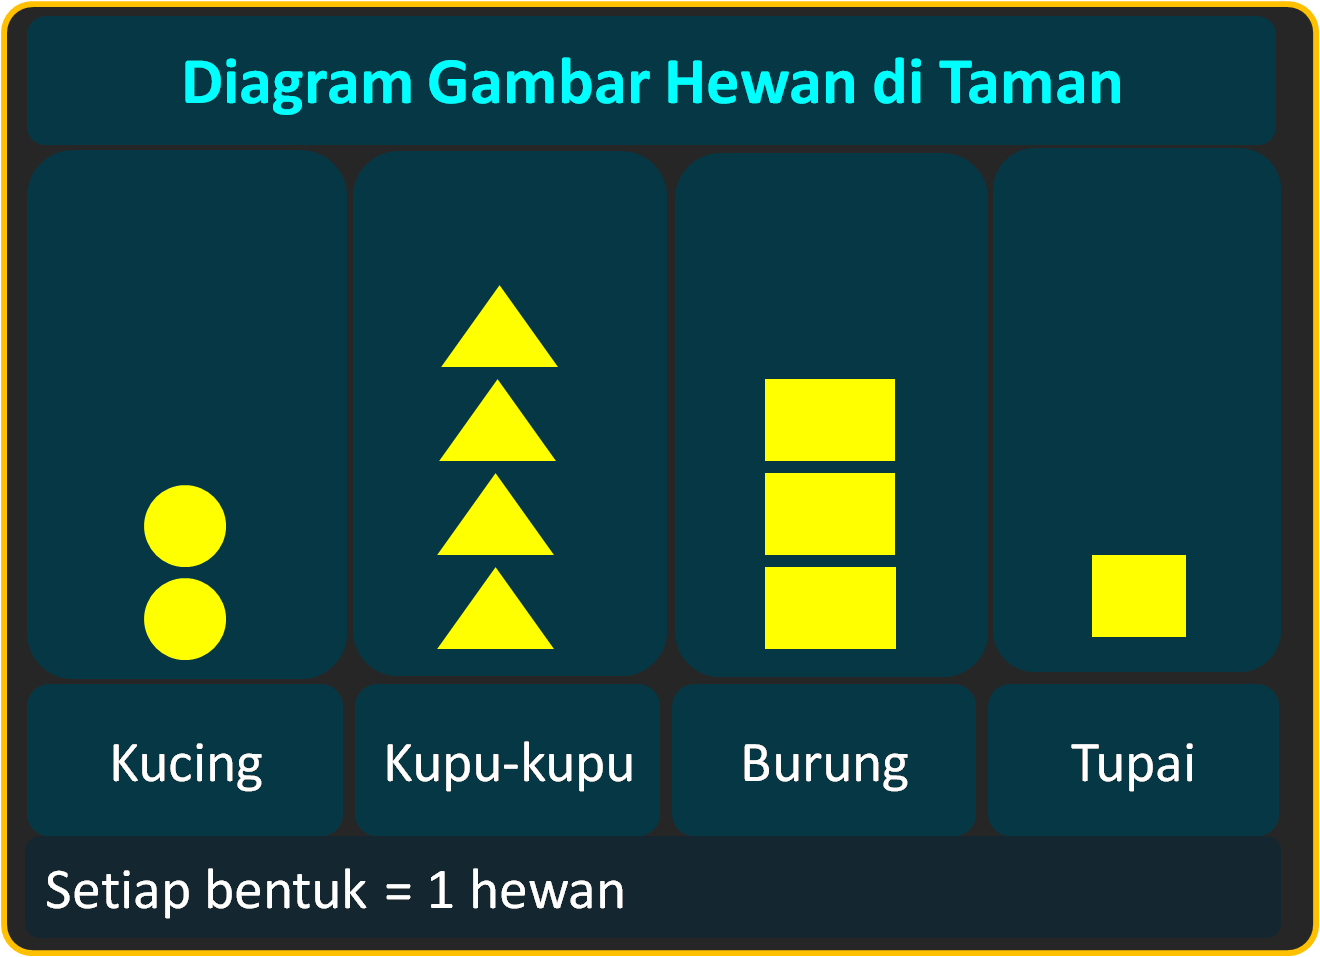 Diagram Gambar Hewan di Taman
Kucing
Kupu-kupu
Burung
Tupai
Setiap bentuk = 1 hewan